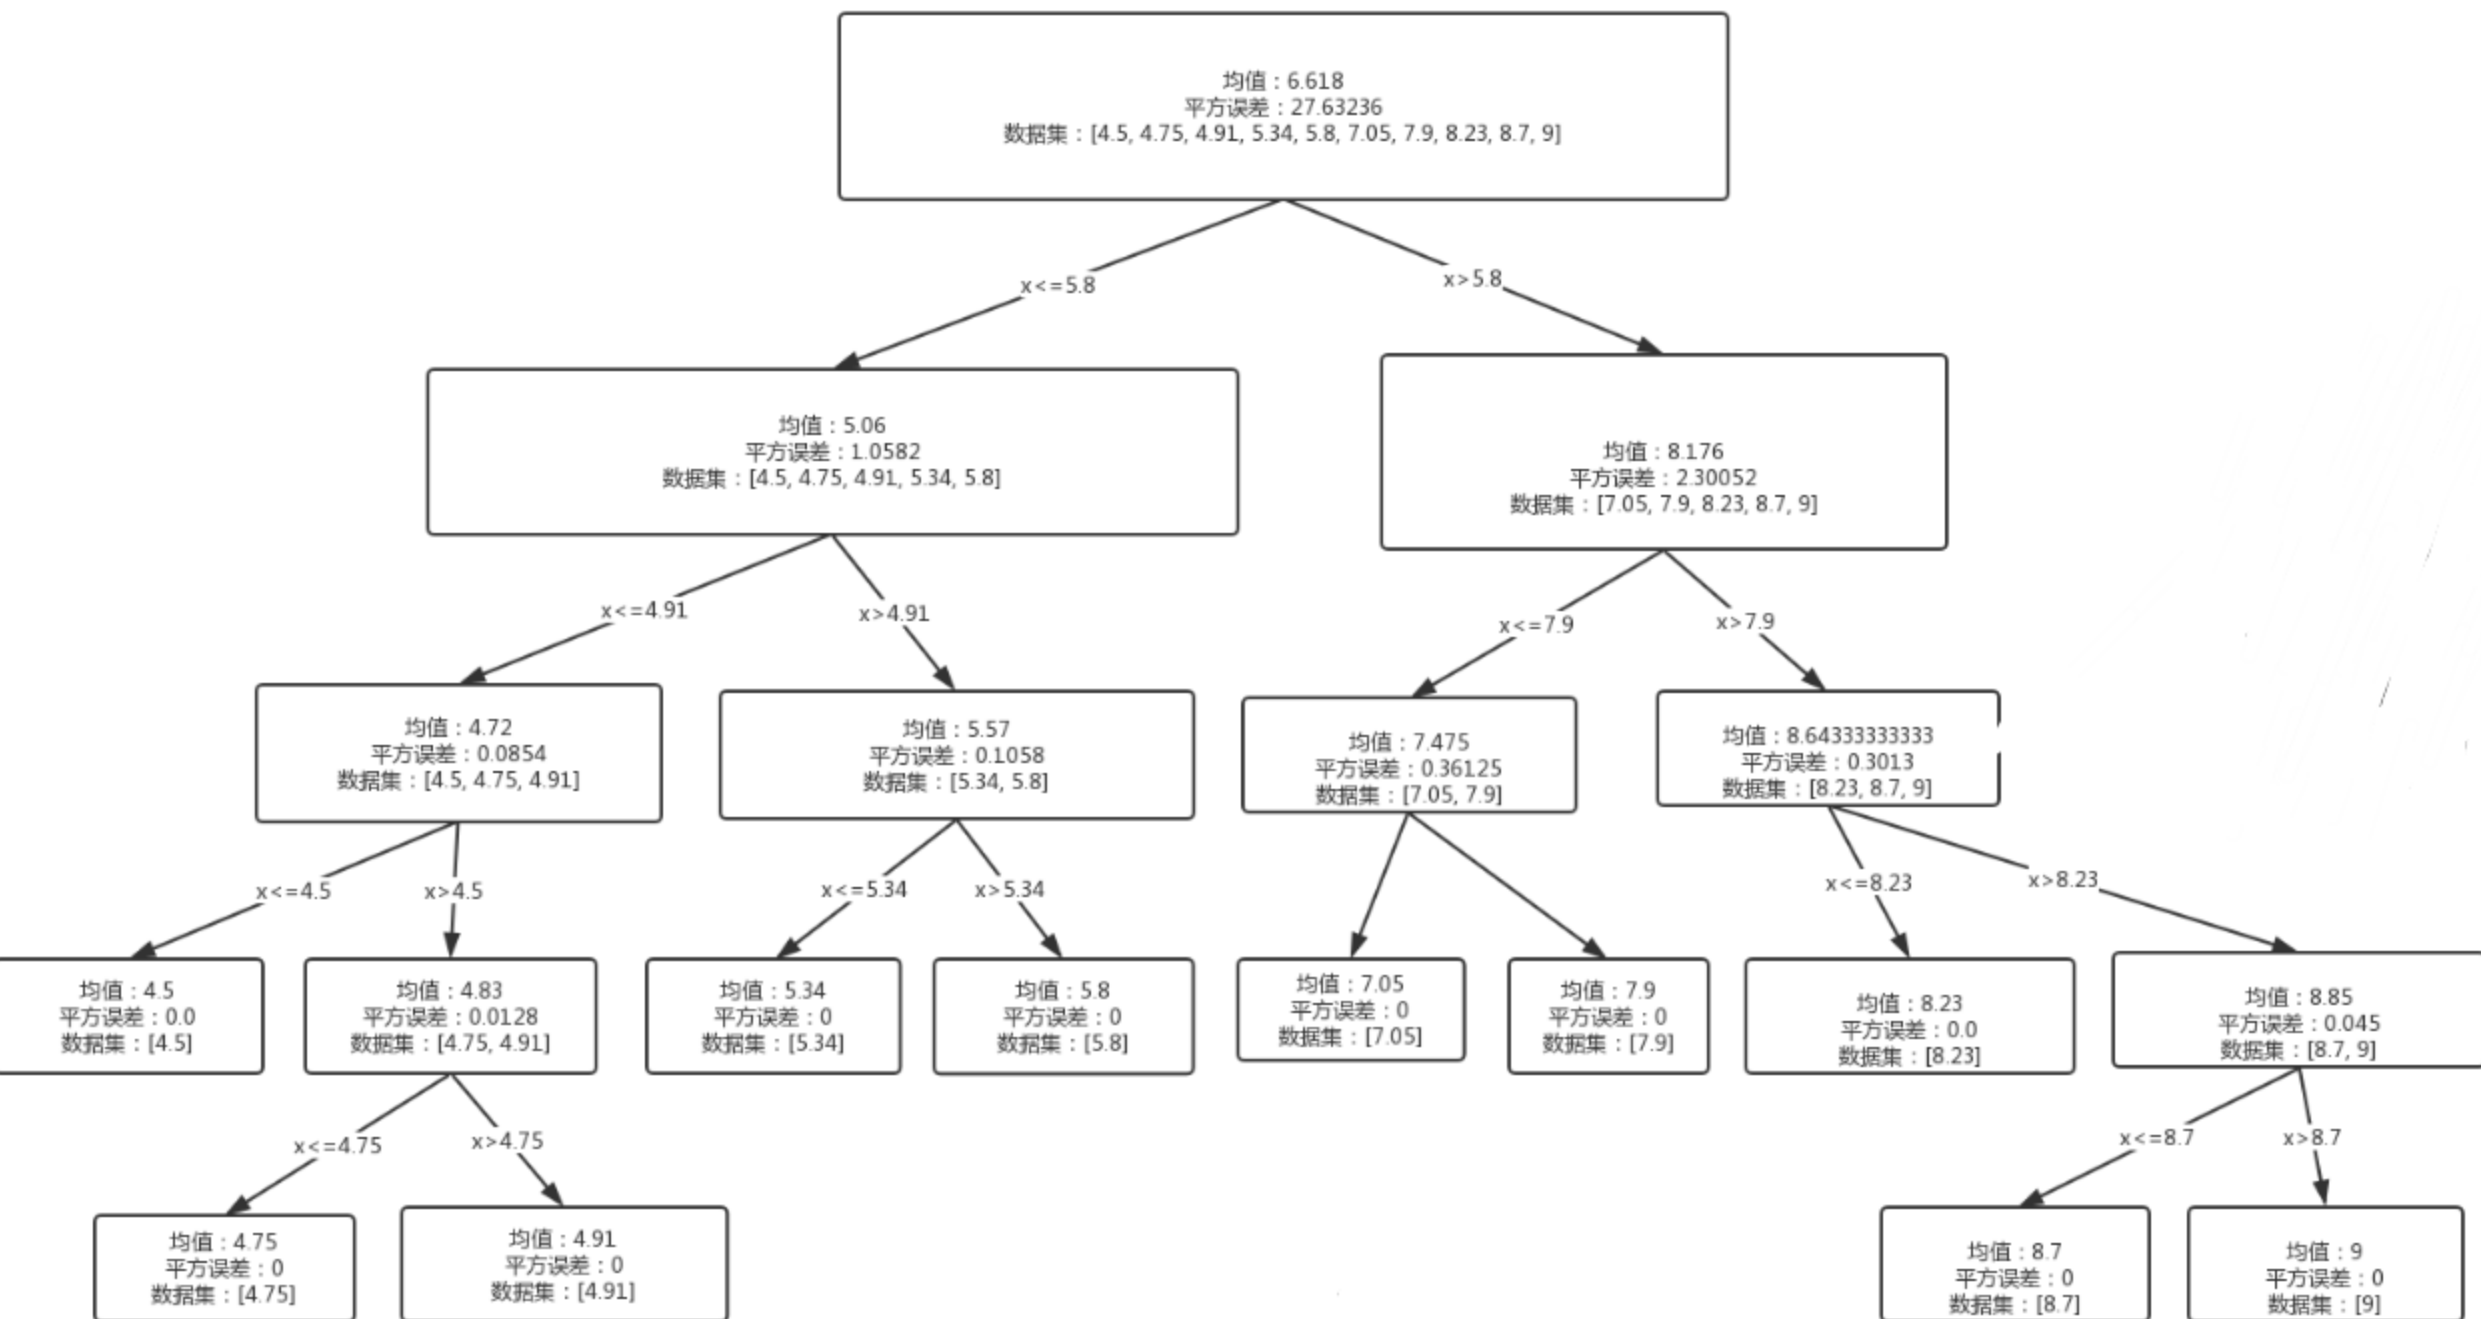 均值：6.618
平方误差：27.63236
数据集：[4.5, 4.75, 4.91, 5.34, 5.8, 7.05, 7.9, 8.23, 8.7, 9]
x<=5.8
x>5.8
均值：5.06
平方误差：1.0582
数据集：[4.5, 4.75, 4.91, 5.34, 5.8]
均值：8.176
平方误差：2.30052
数据集：[7.05, 7.9, 8.23, 8.7, 9]
x<=4.91
x>4.91
x<=7.9
x>7.9
均值：4.72
平方误差：0.0854
数据集：[4.5, 4.75, 4.91]
均值：5.57
平方误差：0.1058
数据集：[5.34, 5.8]
均值：7.475
平方误差：0.36125
数据集：[7.05, 7.9]
均值：8.64333333333
平方误差：0.3013
数据集：[8.23, 8.7, 9]
x<=4.5
x>4.5
x<=5.34
x>5.34
x<=8.23
x>8.23
均值：4.5
平方误差：0.0
数据集：[4.5]
均值：4.83
平方误差：0.0128
数据集：[4.75, 4.91]
均值：5.34
平方误差：0
数据集：[5.34]
均值：5.8
平方误差：0
数据集：[5.8]
均值：7.05
平方误差：0
数据集：[7.05]
均值：7.9
平方误差：0
数据集：[7.9]
均值：8.23
平方误差：0.0
数据集：[8.23]
均值：8.85
平方误差：0.045
数据集：[8.7, 9]
x<=4.75
x>4.75
x<=8.7
x>8.7
均值：4.75
平方误差：0
数据集：[4.75]
均值：4.91
平方误差：0
数据集：[4.91]
均值：8.7
平方误差：0
数据集：[8.7]
均值：9
平方误差：0
数据集：[9]